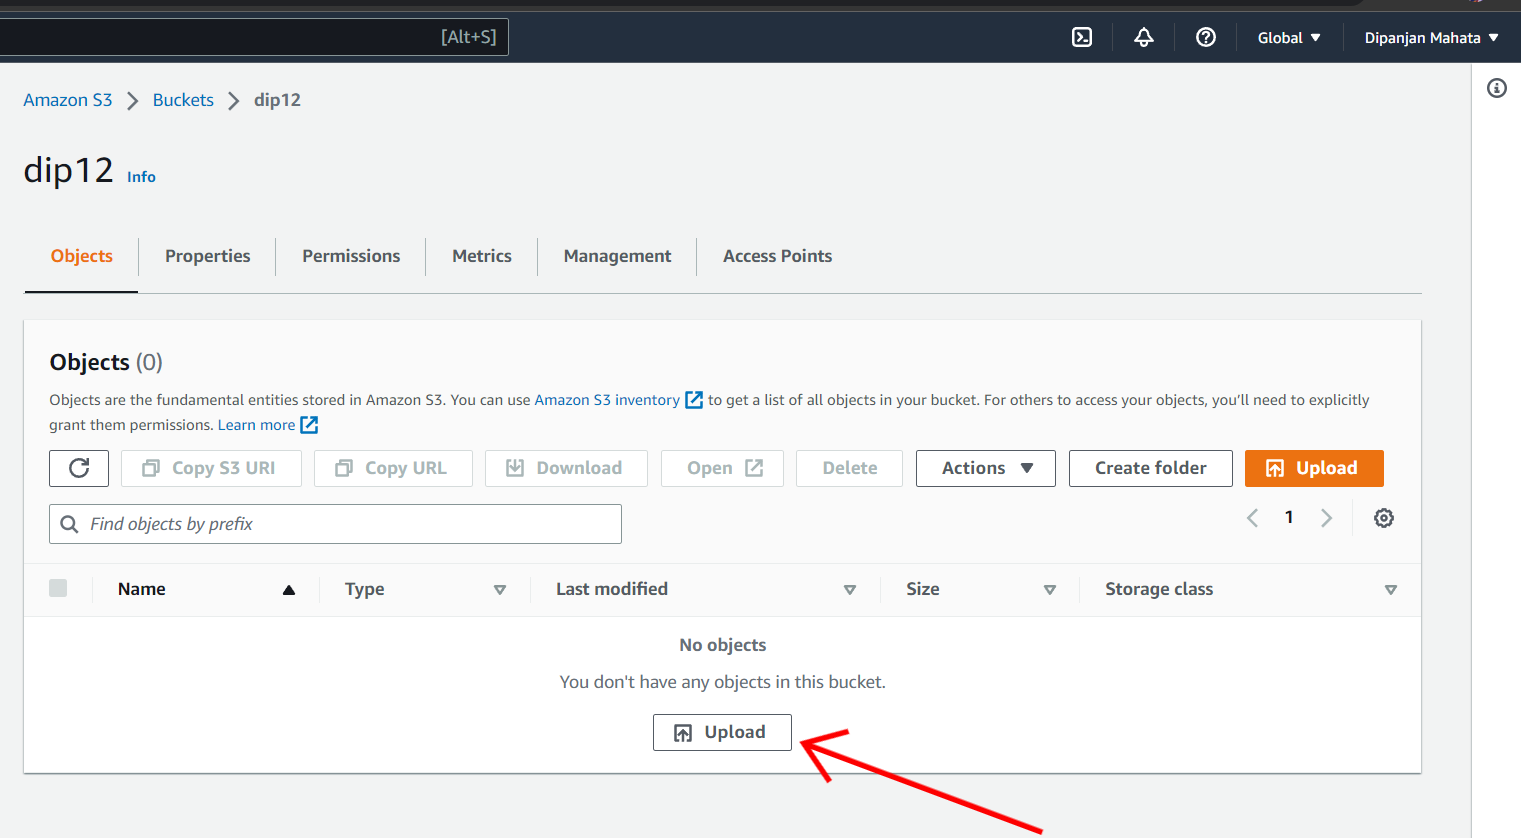 [Alt+S]
Global
Dipanjan Mahata
Amazon S3
Buckets
dip12
dip12 Info
Objects
Properties
Permissions
Metrics
Management
Access Points
Objects (0)
Objects are the fundamental entities stored in Amazon S3. You can use Amazon S3 inventory to get a list of all objects in your bucket. For others to access your objects, you'll need to explicitly
grant them permissions. Learn more
Copy S3 URI
Copy URL
Download
Open
Delete
Actions
Create folder
Upload
Find objects by prefix
1
Name
Type
Last modified
Size
Storage class
No objects
You don't have any objects in this bucket.
Upload